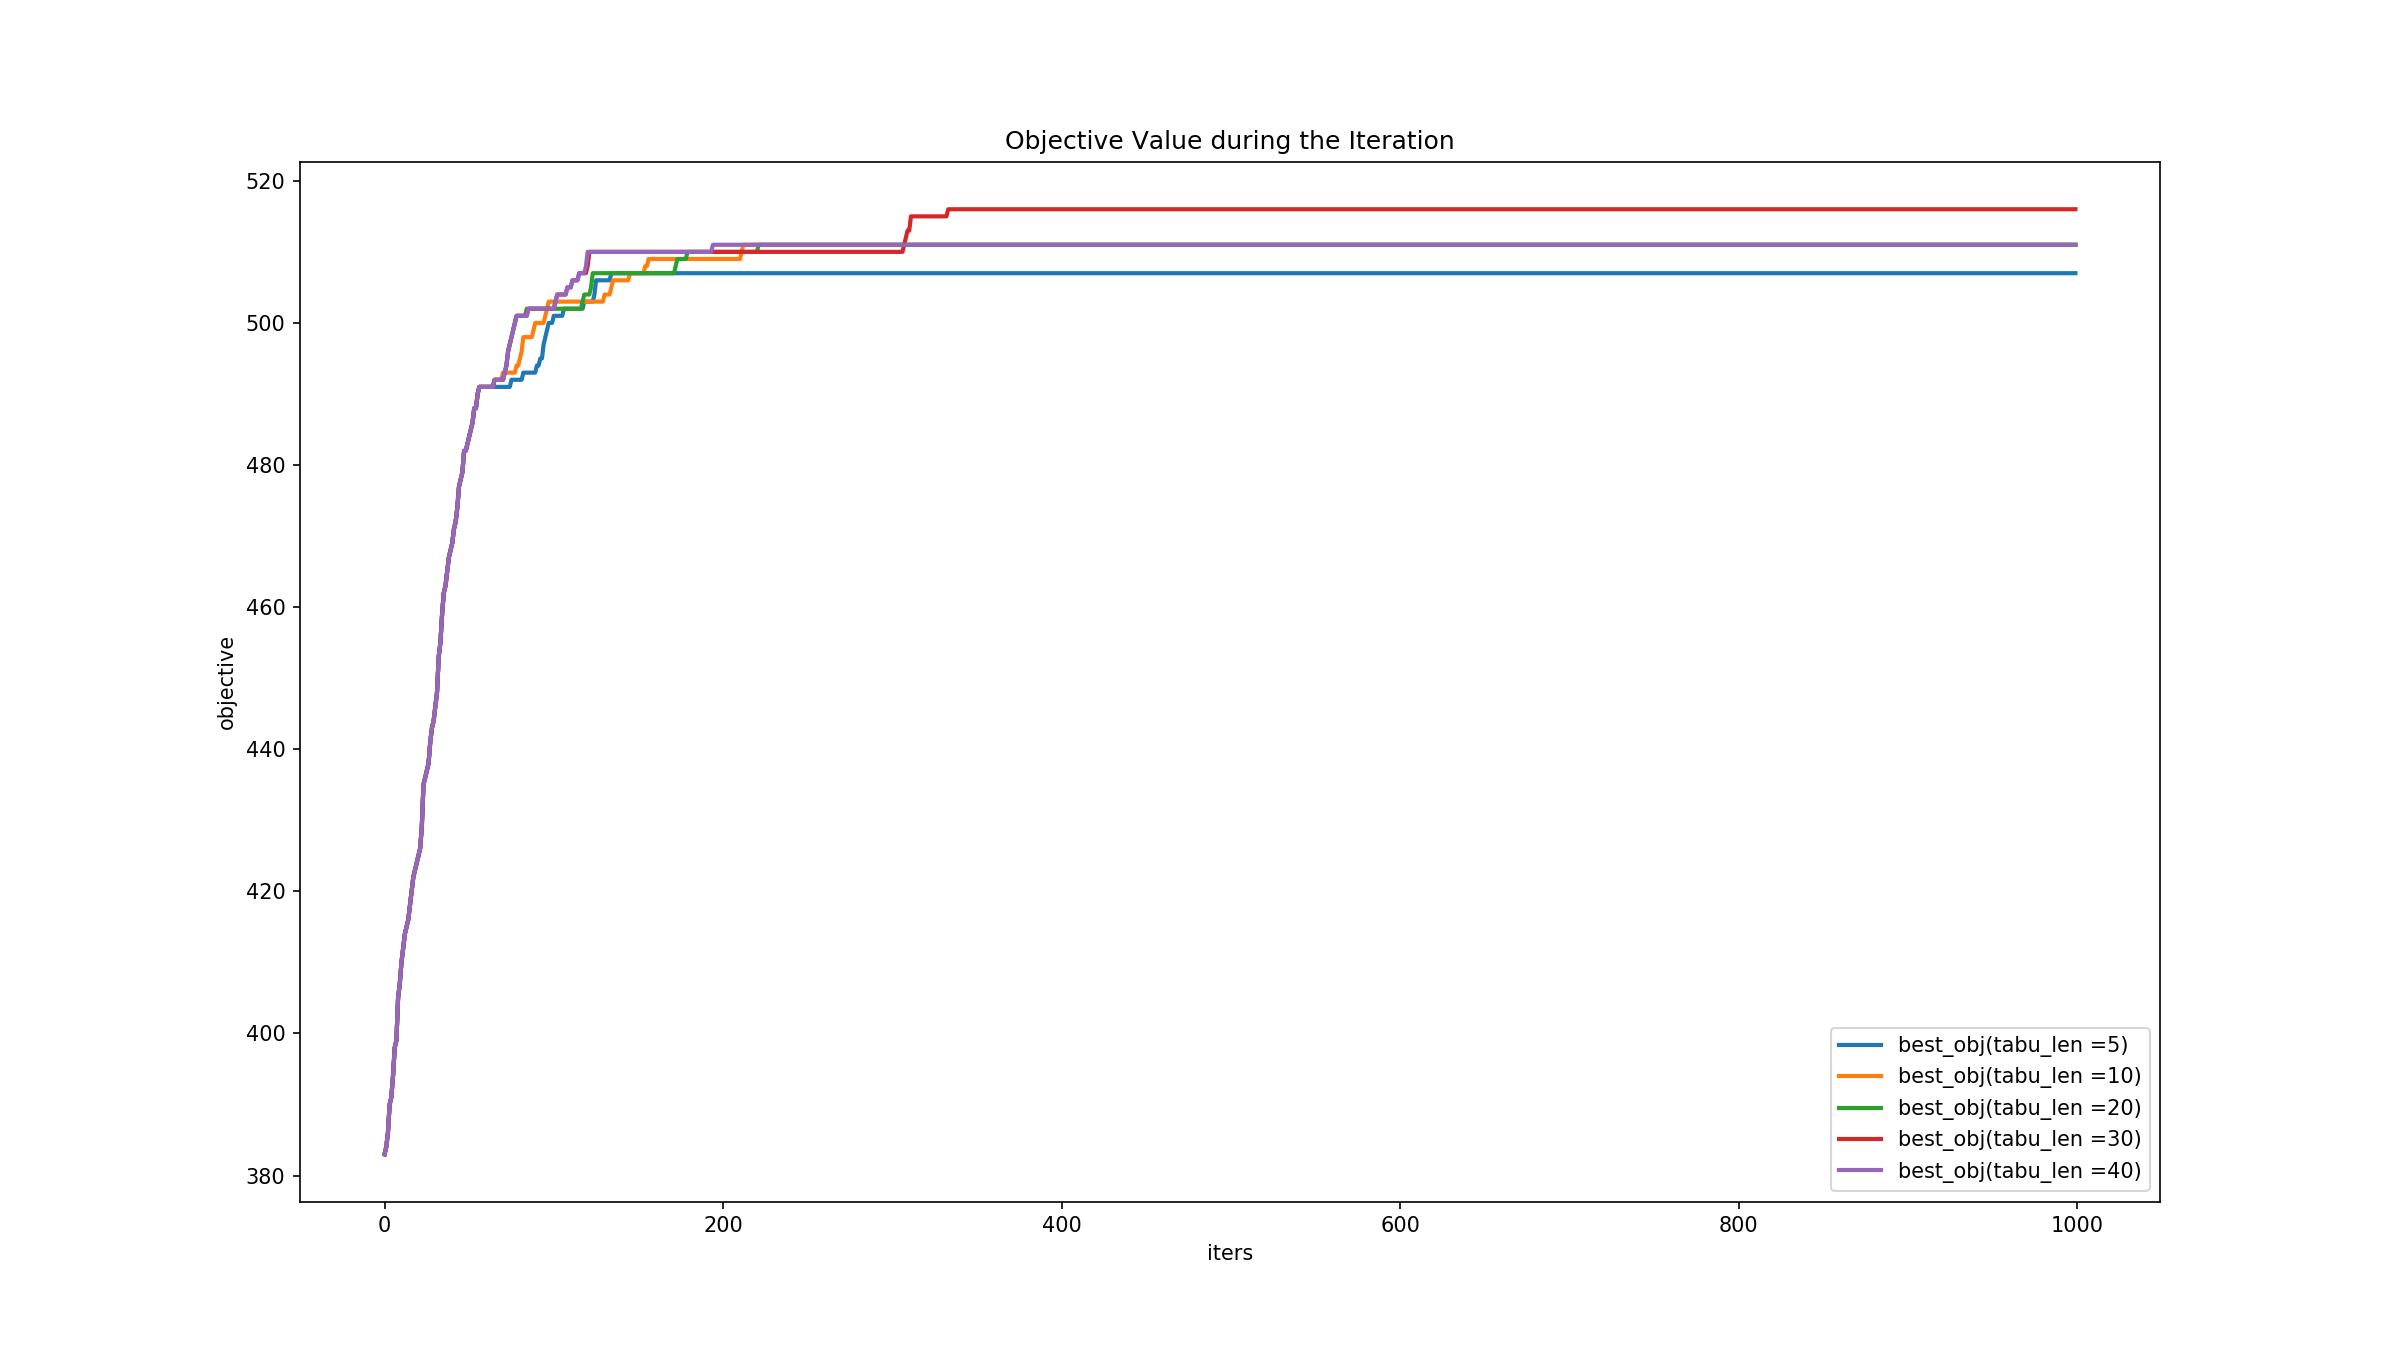 Objective Value during the Iteration
520
500
480
460
440
420
400
380
objective
0 200 400 600 800 1000
iters
best_obj(tabu_len =5)
best_obj(tabu_len =10)
best_obj(tabu_len =20)
best_obj(tabu_len =30)
best_obj(tabu_len =40)